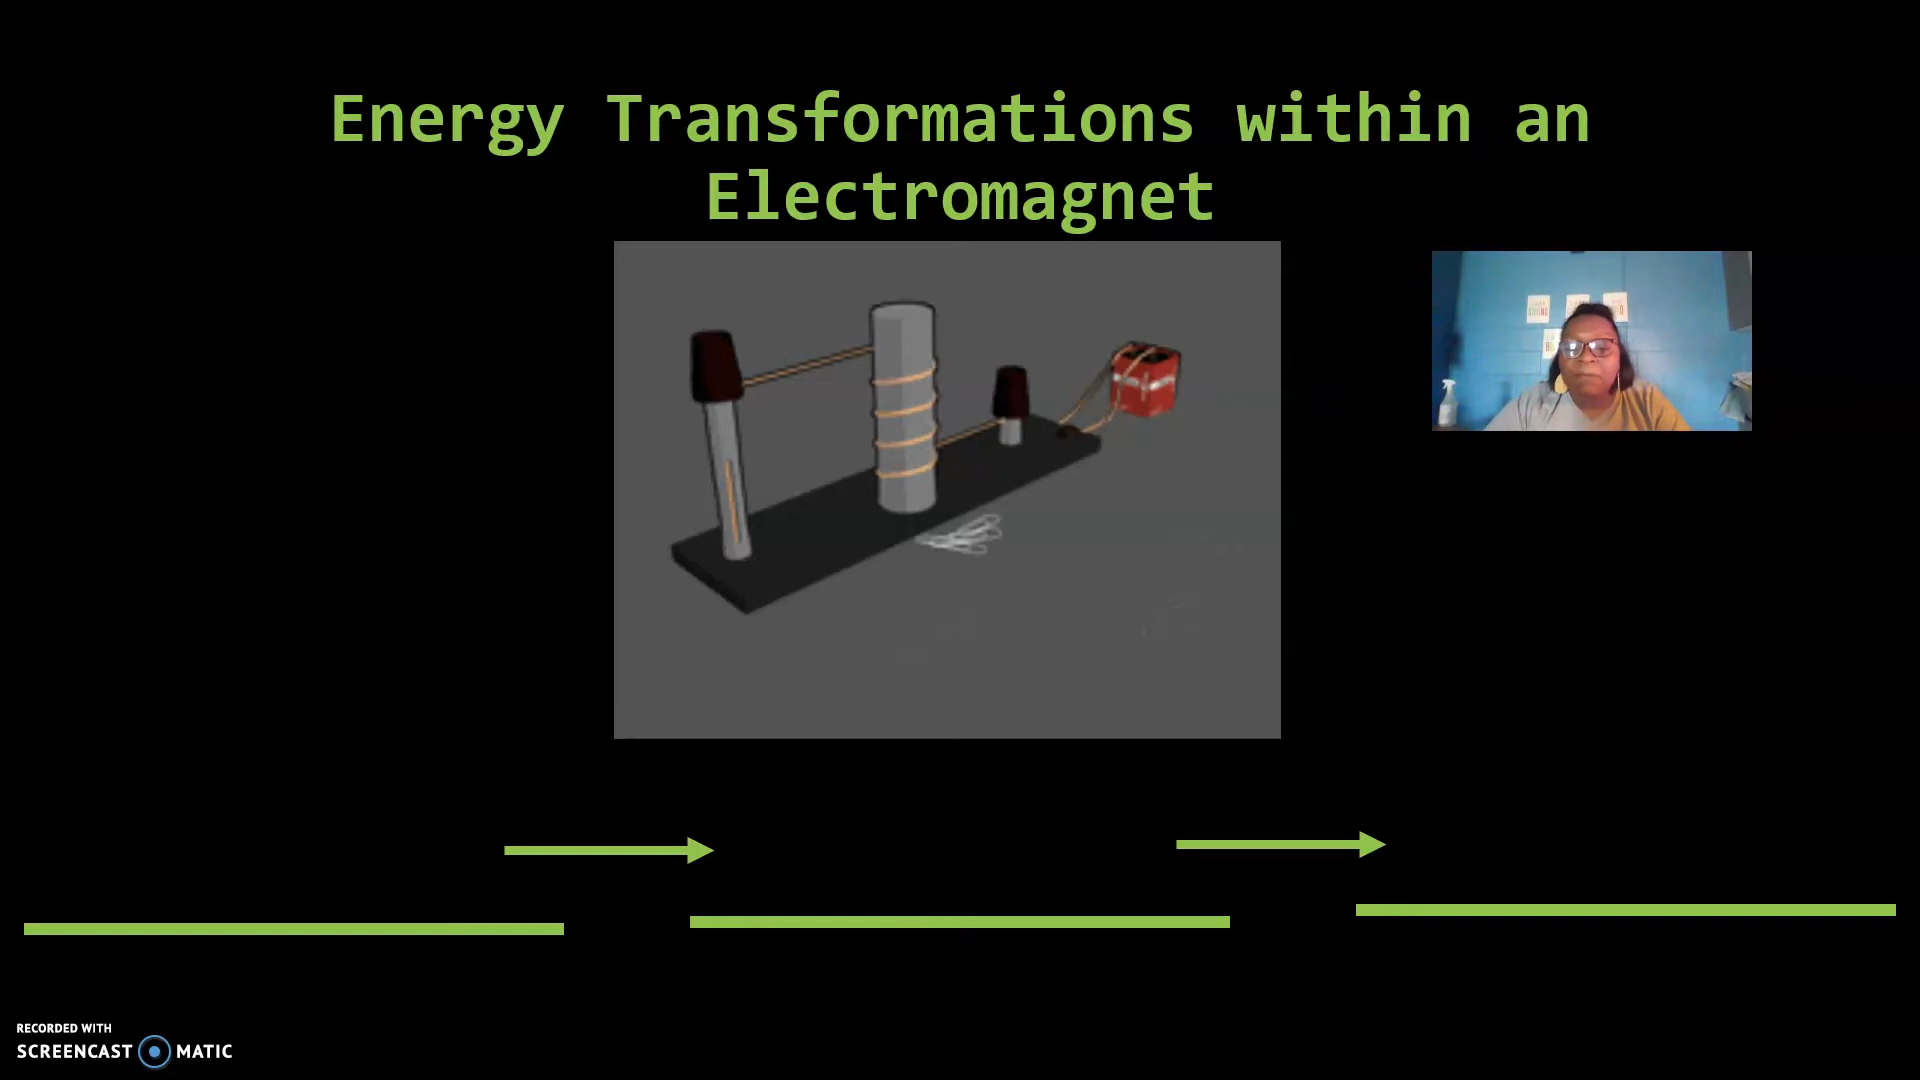 Energy Transformations within an
Electromagnet
RECORDED WITH
SCREENCAST MATIC